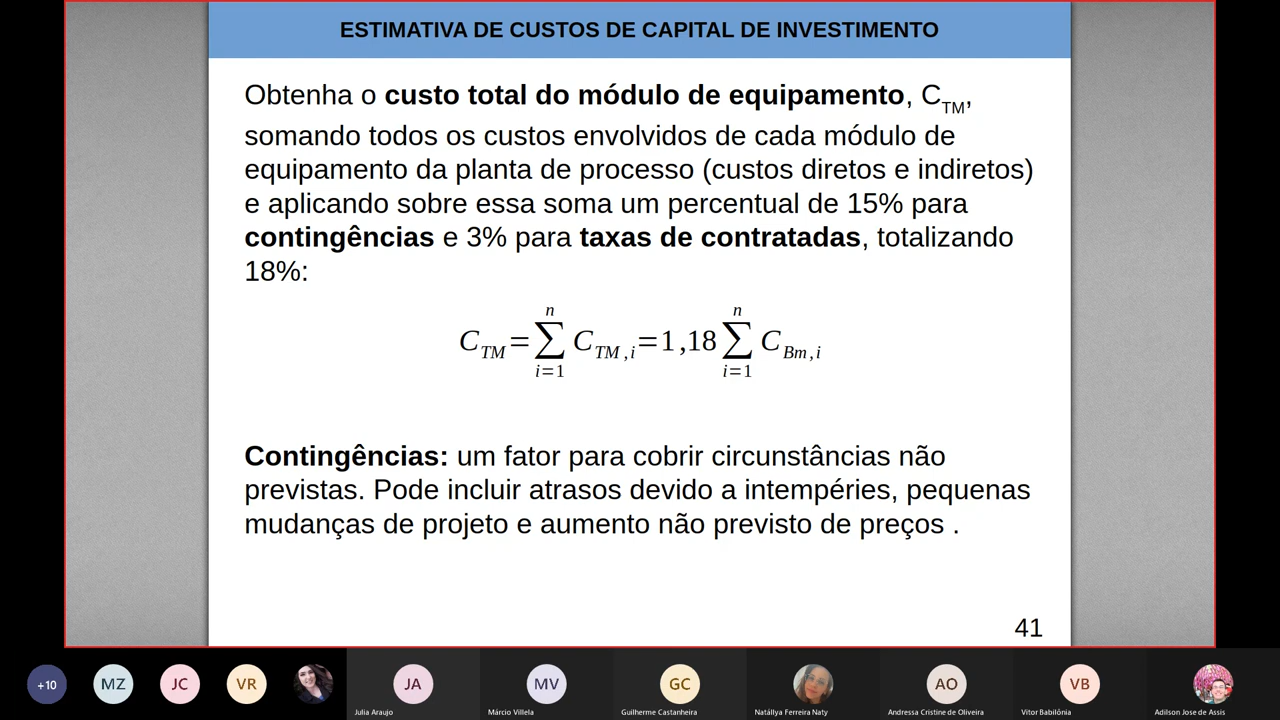 ESTIMATIVA DE CUSTOS DE CAPITAL DE INVESTIMENTO
Obtenha o custo total do módulo de equipamento, C_TM,
somando todos os custos envolvidos de cada módulo de
equipamento da planta de processo (custos diretos e indiretos)
e aplicando sobre essa soma um percentual de 15% para
contingências e 3% para taxas de contratadas, totalizando
18%:
C_TM = ∑_{i=1}^{n} C_{TM,i} = 1,18 ∑_{i=1}^{n} C_{Bm,i}
Contingências: um fator para cobrir circunstâncias não
previstas. Pode incluir atrasos devido a intempéries, pequenas
mudanças de projeto e aumento não previsto de preços .
41
+10 MZ JC VR JA MV GC AO VB
Julia Araujo Márcio Villela Guilherme Castanheira Natállya Ferreira Naty Andressa Cristine de Oliveira Vitor Babilônia Adilson Jose de Assis